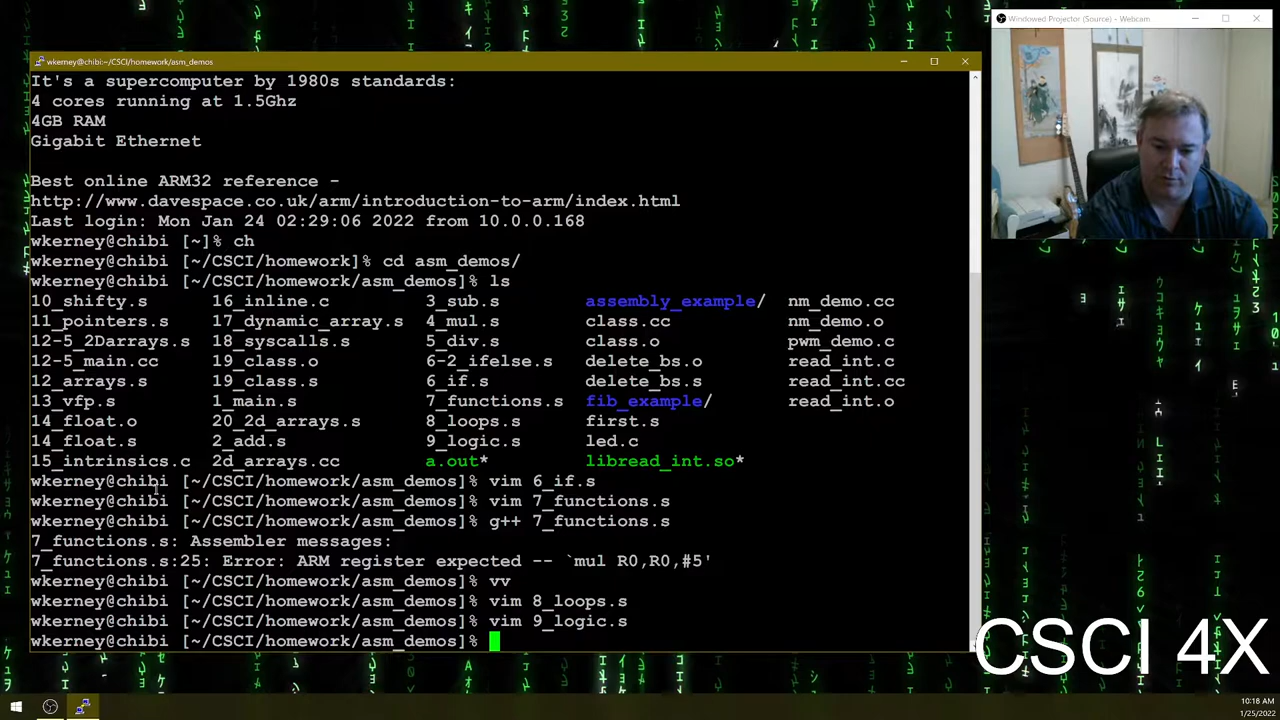 Windowed Projector (Source) - Webcam
wkerney@chibi:~/CSCI/homework/asm_demos
It's a supercomputer by 1980s standards:
4 cores running at 1.5Ghz
4GB RAM
Gigabit Ethernet
Best online ARM32 reference -
http://www.davespace.co.uk/arm/introduction-to-arm/index.html
Last login: Mon Jan 24 02:29:06 2022 from 10.0.0.168
wkerney@chibi [~]% ch
wkerney@chibi [~/CSCI/homework]% cd asm_demos/
wkerney@chibi [~/CSCI/homework/asm_demos]% ls
10_shifty.s 16_inline.c 3_sub.s assembly_example/ nm_demo.cc
11_pointers.s 17_dynamic_array.s 4_mul.s class.cc nm_demo.o
12-5_2Darrays.s 18_syscalls.s 5_div.s class.o pwm_demo.c
12-5_main.cc 19_class.o 6-2_ifelse.s delete_bs.o read_int.c
12_arrays.s 19_class.s 6_if.s delete_bs.s read_int.cc
13_vfp.s 1_main.s 7_functions.s fib_example/ read_int.o
14_float.o 20_2d_arrays.s 8_loops.s first.s
14_float.s 2_add.s 9_logic.s led.c
15_intrinsics.c 2d_arrays.cc a.out* libread_int.so*
wkerney@chibi [~/CSCI/homework/asm_demos]% vim 6_if.s
wkerney@chibi [~/CSCI/homework/asm_demos]% vim 7_functions.s
wkerney@chibi [~/CSCI/homework/asm_demos]% g++ 7_functions.s
7_functions.s: Assembler messages:
7_functions.s:25: Error: ARM register expected -- `mul R0,R0,#5'
wkerney@chibi [~/CSCI/homework/asm_demos]% vv
wkerney@chibi [~/CSCI/homework/asm_demos]% vim 8_loops.s
wkerney@chibi [~/CSCI/homework/asm_demos]% vim 9_logic.s
wkerney@chibi [~/CSCI/homework/asm_demos]%
CSCI 4X
10:18 AM
1/25/2022